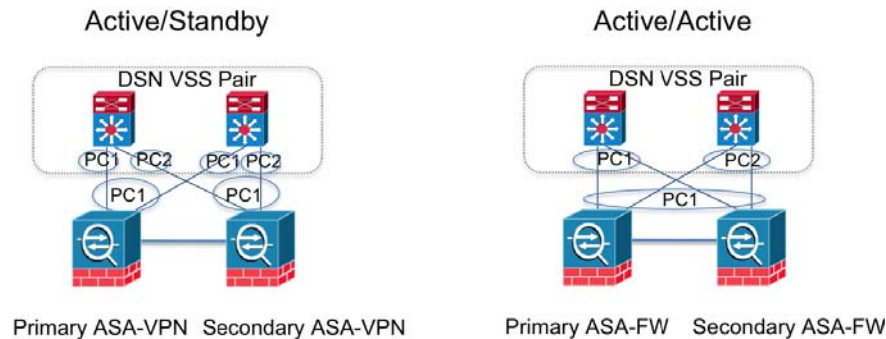 Active/Standby
DSN VSS Pair
PC1 PC2 PC1 PC2
PC1 PC1
Primary ASA-VPN Secondary ASA-VPN
Active/Active
DSN VSS Pair
PC1 PC2
PC1
Primary ASA-FW Secondary ASA-FW